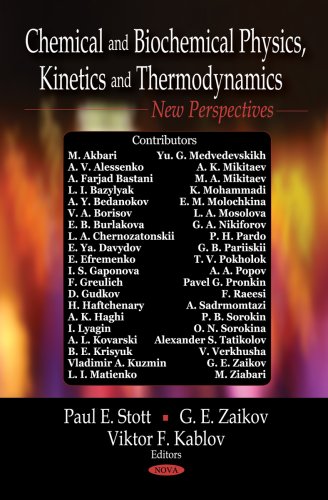 Chemical and Biochemical Physics,
Kinetics and Thermodynamics
New Perspectives
Contributors
M. Akbari
A. V. Alessenko
A. Farjad Bastani
L. I. Bazylyak
A. Y. Bedanokov
V. A. Borisov
E. B. Burlakova
L. A. Chernozatonskii
E. Ya. Davydov
E. Efremenko
I. S. Gaponova
F. Greulich
D. Gudkov
H. Haftchenary
A. K. Haghi
I. Lyagin
A. L. Kovarski
B. E. Krisyuk
Vladimir A. Kuzmin
L. I. Matienko
Yu. G. Medvedevskikh
A. K. Mikitaev
M. A. Mikitaev
K. Mohammadi
E. M. Molochkina
L. A. Mosolova
G. A. Nikiforov
P. H. Pardo
G. B. Pariiskii
T. V. Pokholok
A. A. Popov
Pavel G. Pronkin
F. Raeesi
A. Sadrmomtazi
P. B. Sorokin
O. N. Sorokina
Alexander S. Tatikolov
V. Verkhusha
G. E. Zaikov
M. Ziabari
Paul E. Stott - G. E. Zaikov
Viktor F. Kablov
Editors
NOVA